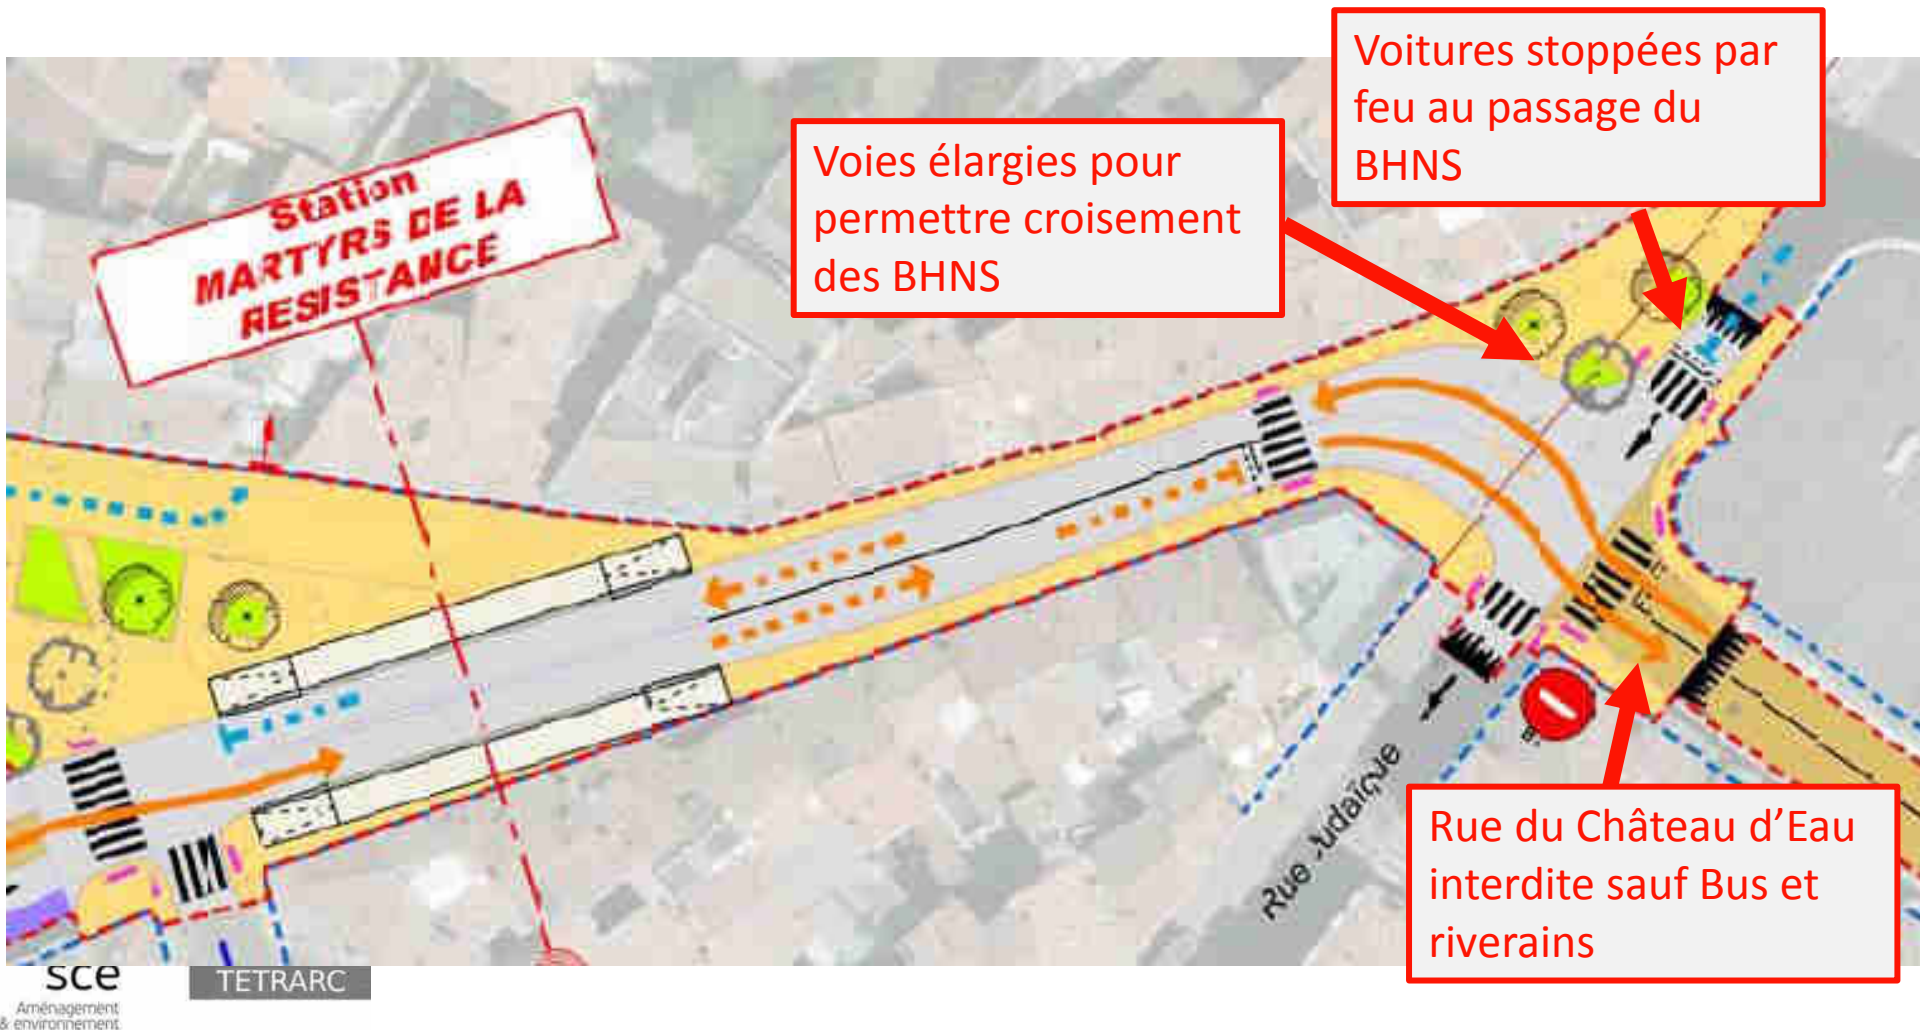 Voitures stoppées par
feu au passage du
BHNS
Voies élargies pour
permettre croisement
des BHNS
Station
MARTYRS DE LA
RESISTANCE
Rue Judaïque
Rue du Château d’Eau
interdite sauf Bus et
riverains
sce
Aménagement
& environnement
TETRARC